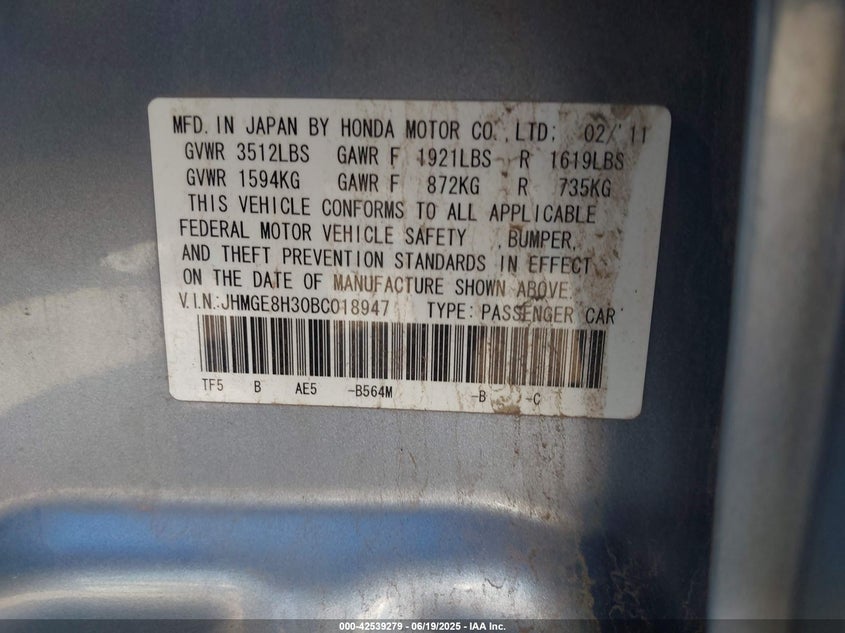 MFD. IN JAPAN BY HONDA MOTOR CO., LTD; 02/'11
GVWR 3512LBS GAWR F 1921LBS R 1619LBS
GVWR 1594KG GAWR F 872KG R 735KG
THIS VEHICLE CONFORMS TO ALL APPLICABLE
FEDERAL MOTOR VEHICLE SAFETY , BUMPER,
AND THEFT PREVENTION STANDARDS IN EFFECT
ON THE DATE OF MANUFACTURE SHOWN ABOVE.
V.I.N.:JHMGE8H30BC018947 TYPE: PASSENGER CAR
TF5 B AE5 -B564M -B -C
000-42539279 - 06/19/2025 - IAA Inc.